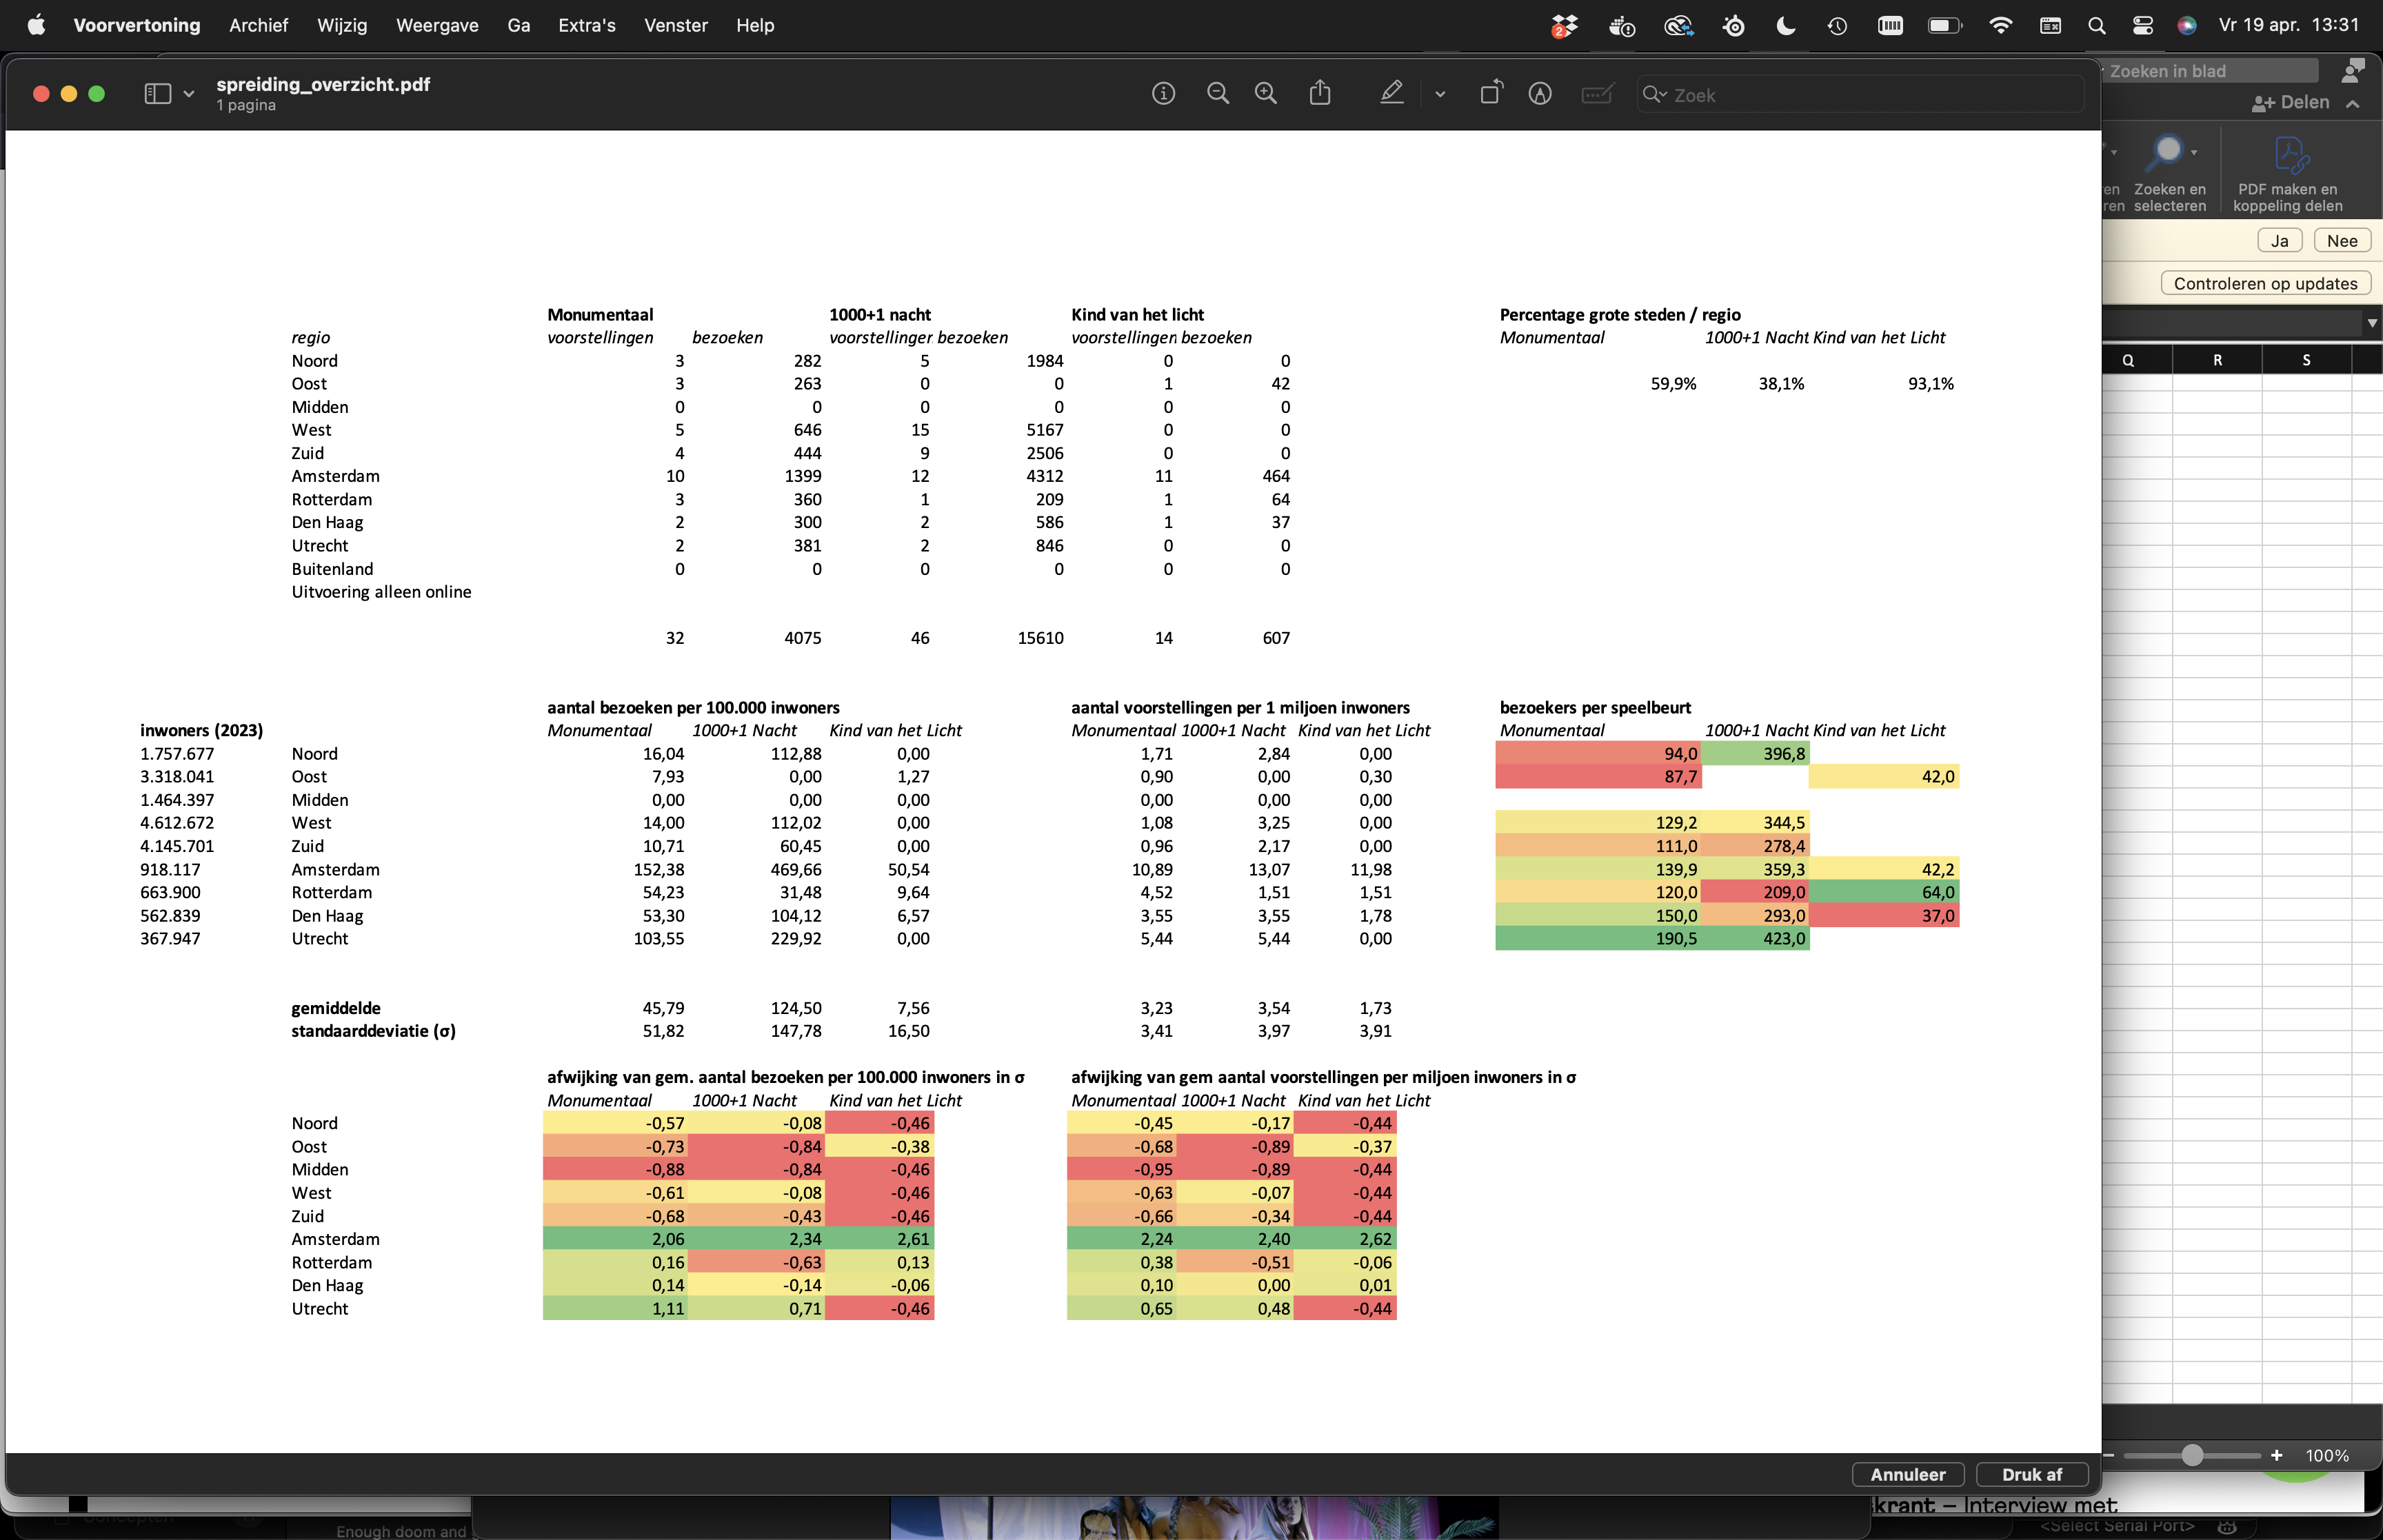 Voorvertoning Archief Wijzig Weergave Ga Extra's Venster Help 2 Vr 19 apr. 13:31
spreiding_overzicht.pdf
1 pagina
Zoek
Zoeken in blad
Delen
Zoeken en selecteren
PDF maken en koppeling delen
Ja Nee
Controleren op updates
Q R S
Monumentaal 1000+1 nacht Kind van het licht Percentage grote steden / regio
regio voorstellingen bezoeken voorstellinger bezoeken voorstellingen bezoeken Monumentaal 1000+1 Nacht Kind van het Licht
Noord 3 282 5 1984 0 0
Oost 3 263 0 0 1 42 59,9% 38,1% 93,1%
Midden 0 0 0 0 0 0
West 5 646 15 5167 0 0
Zuid 4 444 9 2506 0 0
Amsterdam 10 1399 12 4312 11 464
Rotterdam 3 360 1 209 1 64
Den Haag 2 300 2 586 1 37
Utrecht 2 381 2 846 0 0
Buitenland 0 0 0 0 0 0
Uitvoering alleen online
32 4075 46 15610 14 607
aantal bezoeken per 100.000 inwoners aantal voorstellingen per 1 miljoen inwoners bezoekers per speelbeurt
inwoners (2023) Monumentaal 1000+1 Nacht Kind van het Licht Monumentaal 1000+1 Nacht Kind van het Licht Monumentaal 1000+1 Nacht Kind van het Licht
1.757.677 Noord 16,04 112,88 0,00 1,71 2,84 0,00 94,0 396,8
3.318.041 Oost 7,93 0,00 1,27 0,90 0,00 0,30 87,7 42,0
1.464.397 Midden 0,00 0,00 0,00 0,00 0,00 0,00
4.612.672 West 14,00 112,02 0,00 1,08 3,25 0,00 129,2 344,5
4.145.701 Zuid 10,71 60,45 0,00 0,96 2,17 0,00 111,0 278,4
918.117 Amsterdam 152,38 469,66 50,54 10,89 13,07 11,98 139,9 359,3 42,2
663.900 Rotterdam 54,23 31,48 9,64 4,52 1,51 1,51 120,0 209,0 64,0
562.839 Den Haag 53,30 104,12 6,57 3,55 3,55 1,78 150,0 293,0 37,0
367.947 Utrecht 103,55 229,92 0,00 5,44 5,44 0,00 190,5 423,0
gemiddelde 45,79 124,50 7,56 3,23 3,54 1,73
standaarddeviatie (σ) 51,82 147,78 16,50 3,41 3,97 3,91
afwijking van gem. aantal bezoeken per 100.000 inwoners in σ afwijking van gem aantal voorstellingen per miljoen inwoners in σ
Monumentaal 1000+1 Nacht Kind van het Licht Monumentaal 1000+1 Nacht Kind van het Licht
Noord -0,57 -0,08 -0,46 -0,45 -0,17 -0,44
Oost -0,73 -0,84 -0,38 -0,68 -0,89 -0,37
Midden -0,88 -0,84 -0,46 -0,95 -0,89 -0,44
West -0,61 -0,08 -0,46 -0,63 -0,07 -0,44
Zuid -0,68 -0,43 -0,46 -0,66 -0,34 -0,44
Amsterdam 2,06 2,34 2,61 2,24 2,40 2,62
Rotterdam 0,16 -0,63 0,13 0,38 -0,51 -0,06
Den Haag 0,14 -0,14 -0,06 0,10 0,00 0,01
Utrecht 1,11 0,71 -0,46 0,65 0,48 -0,44
100%
Annuleer Druk af
krant – Interview met
Enough doom and
<Select Serial Port>